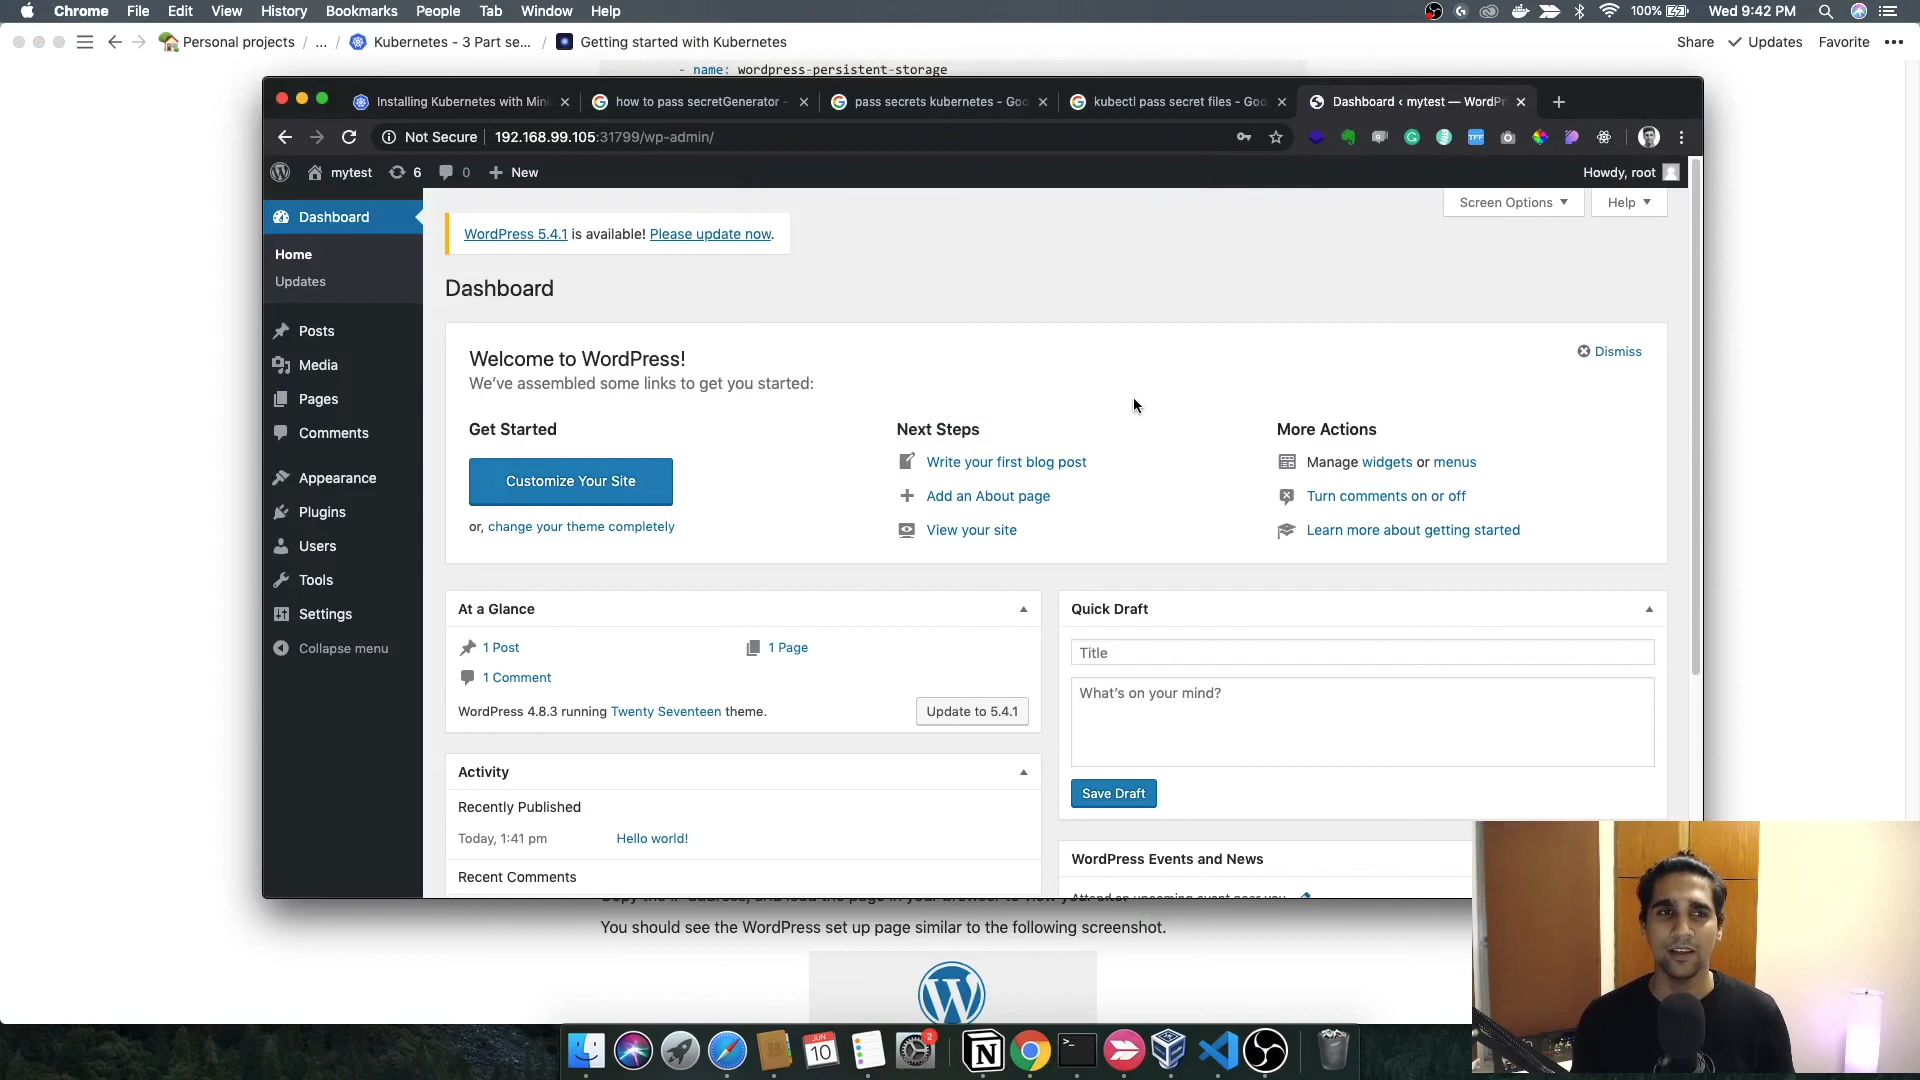 Chrome File Edit View History Bookmarks People Tab Window Help 100% Wed 9:42 PM
Personal projects / ... / Kubernetes - 3 Part se... / Getting started with Kubernetes Share Updates Favorite
- name: wordpress-persistent-storage
Installing Kubernetes with Mini
how to pass secretGenerator -
pass secrets kubernetes - Goo
kubectl pass secret files - Goo
Dashboard ‹ mytest — WordPr
Not Secure 192.168.99.105:31799/wp-admin/
TFF
mytest 6 0 New Howdy, root
Screen Options Help
Dashboard
Home
Updates
Posts
Media
Pages
Comments
Appearance
Plugins
Users
Tools
Settings
Collapse menu
WordPress 5.4.1 is available! Please update now.
Dashboard
Welcome to WordPress!
We've assembled some links to get you started:
Dismiss
Get Started
Customize Your Site
or, change your theme completely
Next Steps
Write your first blog post
Add an About page
View your site
More Actions
Manage widgets or menus
Turn comments on or off
Learn more about getting started
At a Glance
1 Post 1 Page
1 Comment
WordPress 4.8.3 running Twenty Seventeen theme. Update to 5.4.1
Activity
Recently Published
Today, 1:41 pm Hello world!
Recent Comments
Quick Draft
Title
What's on your mind?
Save Draft
WordPress Events and News
You should see the WordPress set up page similar to the following screenshot.
JUN
10
2